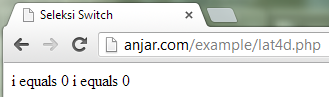 Seleksi Switch
anjar.com/example/lat4d.php
i equals 0 i equals 0